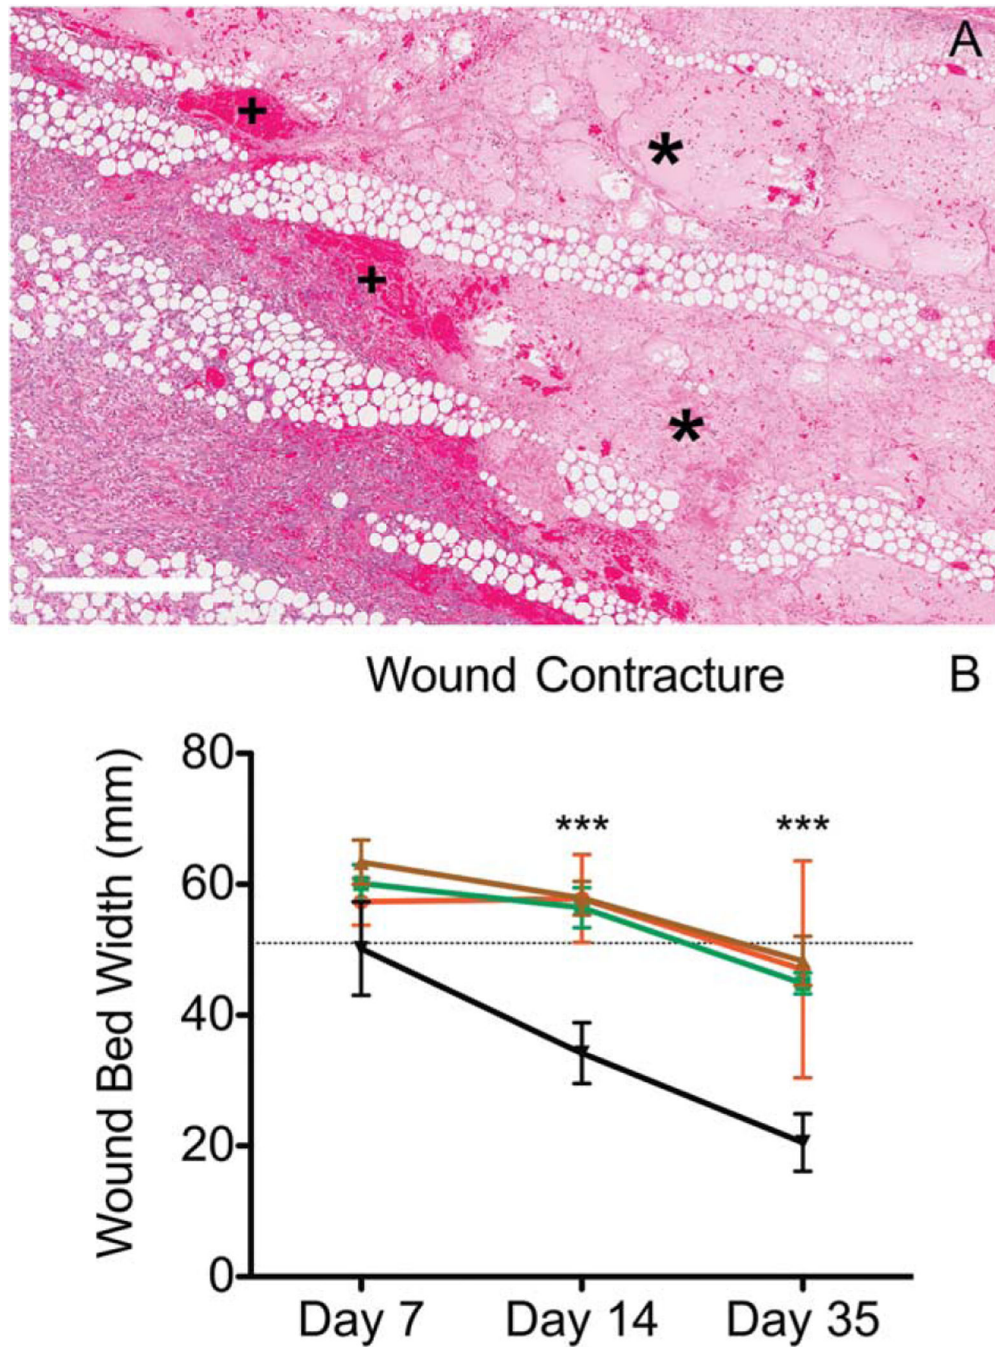 A
+
*
+
*
Wound Contracture
B
Wound Bed Width (mm)
80
60
40
20
0
*** ***
Day 7 Day 14 Day 35